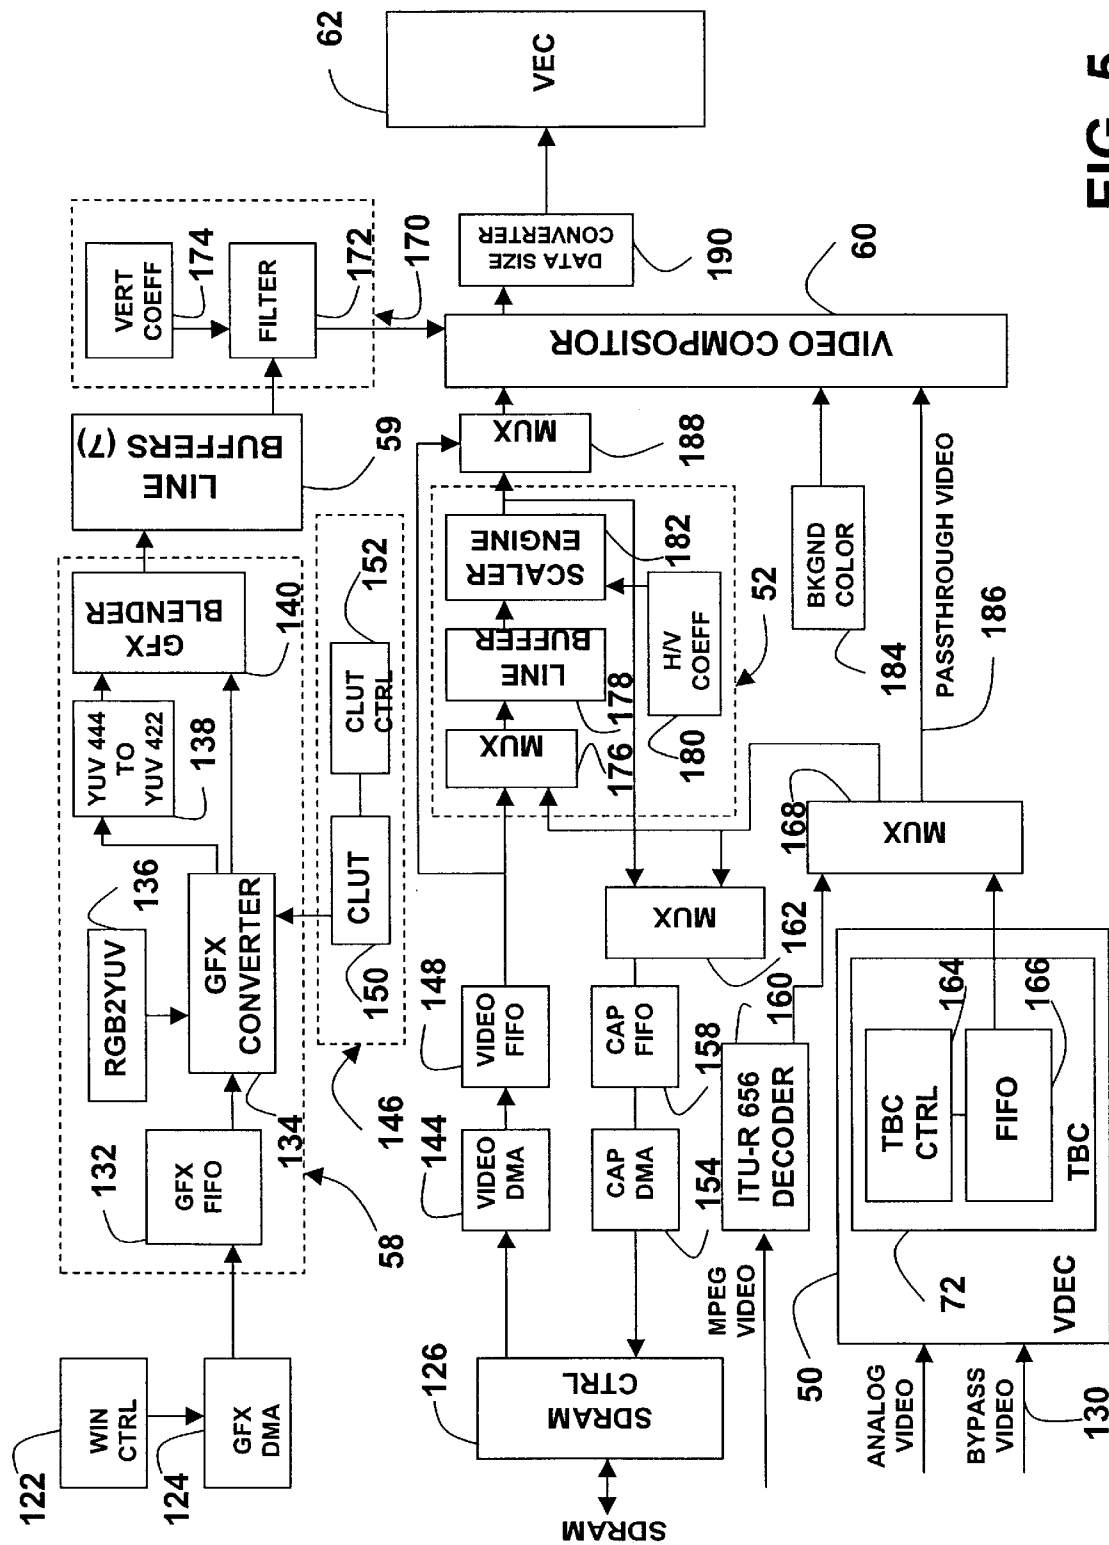 122
WIN
CTRL
124
GFX
DMA
132
GFX
FIFO
134
58
RGB2YUV
136
GFX
CONVERTER
YUV 444
TO
YUV 422
138
GFX
BLENDER
140
LINE
BUFFERS (7)
59
VERT
COEFF
174
FILTER
172
170
CLUT
150
CLUT
CTRL
152
146
SDRAM
SDRAM
CTRL
126
144
VIDEO
DMA
148
VIDEO
FIFO
CAP
DMA
154
CAP
FIFO
158
MUX
162
MUX
176
LINE
BUFFER
178
SCALER
ENGINE
182
H/V
COEFF
180
52
MUX
188
VIDEO COMPOSITOR
60
DATA SIZE
CONVERTER
190
VEC
62
BKGND
COLOR
184
PASSTHROUGH VIDEO
186
MUX
168
MPEG
VIDEO
ITU-R 656
DECODER
160
ANALOG
VIDEO
BYPASS
VIDEO
130
50
VDEC
72
TBC
TBC
CTRL
164
FIFO
166
FIG. 5